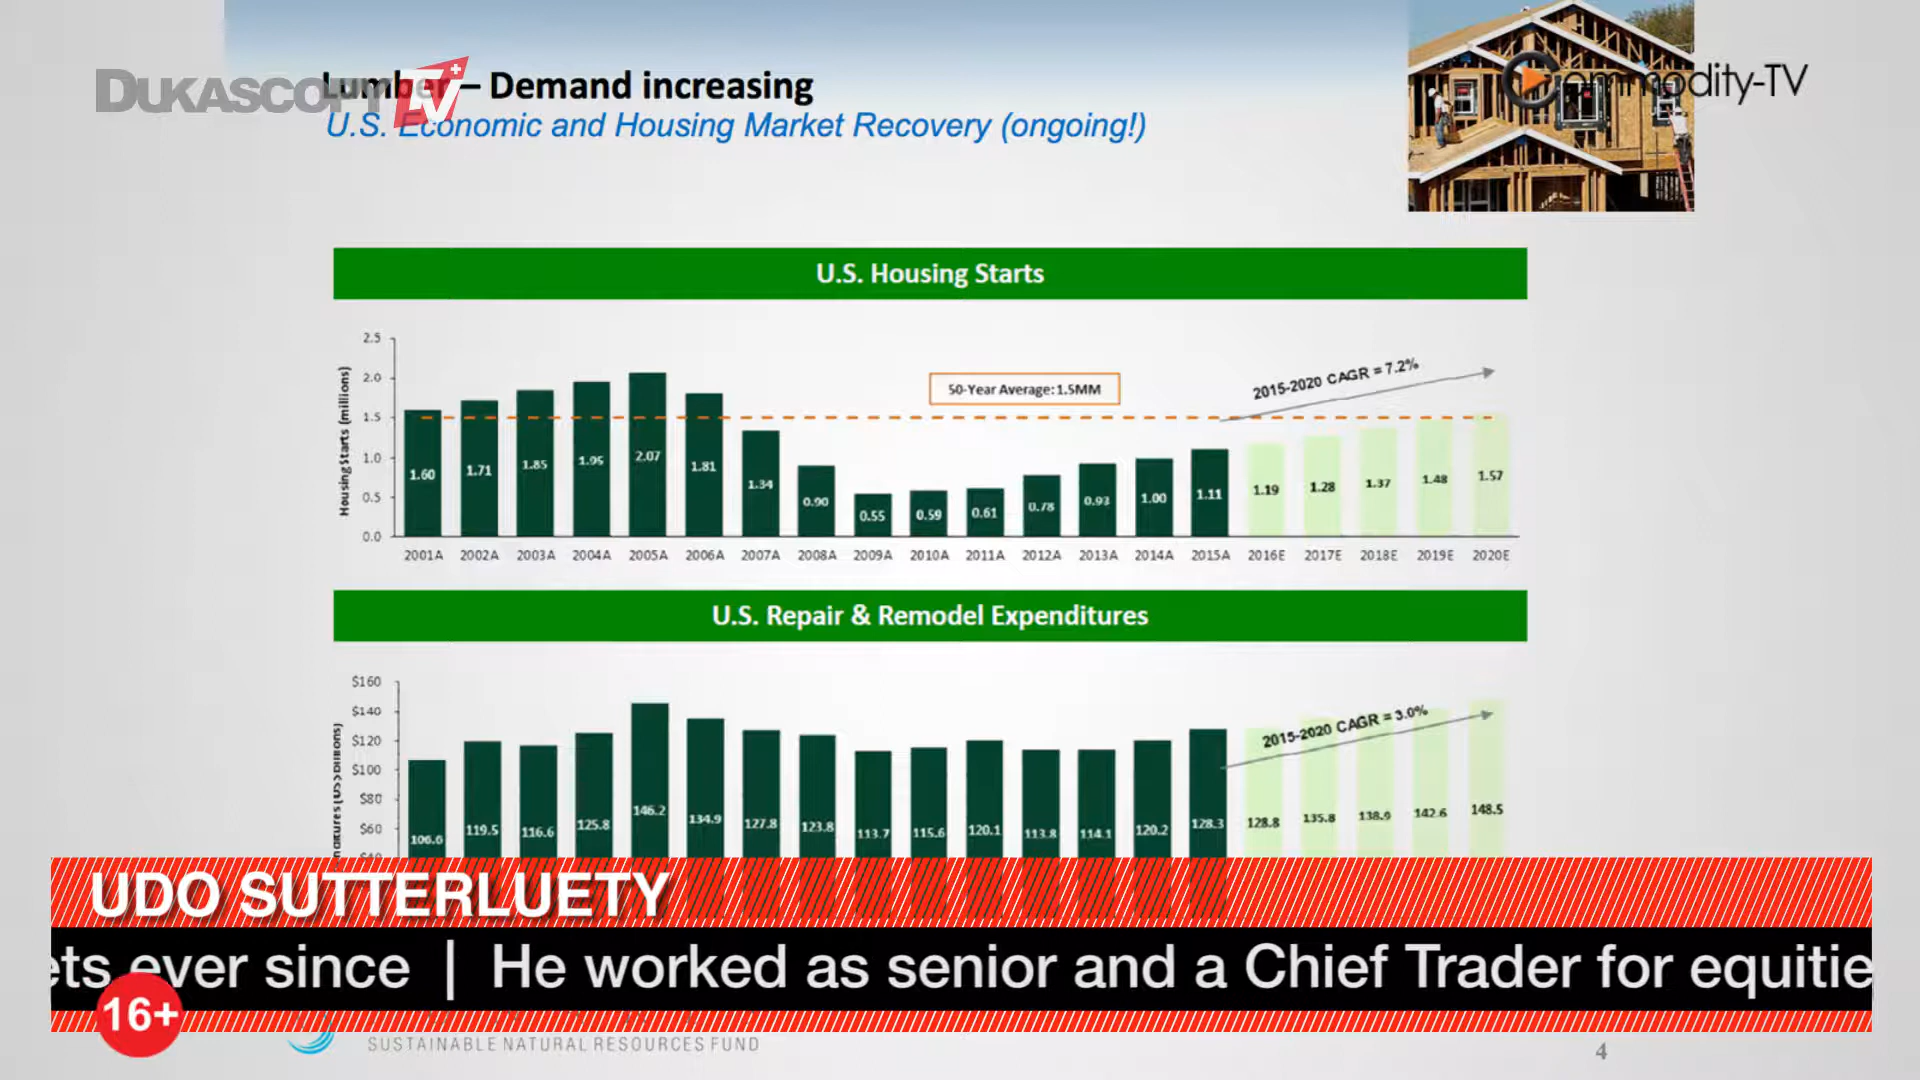 DUKASCOPY TV
Lumber – Demand increasing
U.S. Economic and Housing Market Recovery (ongoing!)
Commodity-TV
U.S. Housing Starts
Housing Starts (millions)
2.5
2.0
1.5
1.0
0.5
0.0
50-Year Average: 1.5MM
2015-2020 CAGR = 7.2%
1.60 1.71 1.85 1.95 2.07 1.81 1.34 0.90 0.55 0.59 0.61 0.78 0.93 1.00 1.11 1.19 1.28 1.37 1.48 1.57
2001A 2002A 2003A 2004A 2005A 2006A 2007A 2008A 2009A 2010A 2011A 2012A 2013A 2014A 2015A 2016E 2017E 2018E 2019E 2020E
U.S. Repair & Remodel Expenditures
$160
$140
$120
$100
$80
$60
2015-2020 CAGR = 3.0%
106.6 119.5 116.6 125.8 146.2 134.9 127.8 123.8 113.7 115.6 120.1 113.8 114.1 120.2 128.3 128.8 135.8 138.9 142.6 148.5
UDO SUTTERLUETY
ets ever since | He worked as senior and a Chief Trader for equitie
16+
SUSTAINABLE NATURAL RESOURCES FUND
4